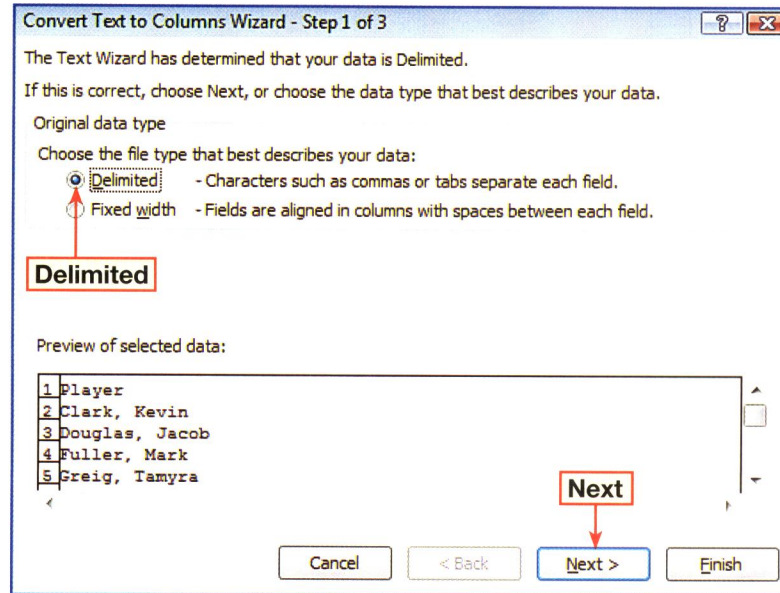 Convert Text to Columns Wizard - Step 1 of 3
The Text Wizard has determined that your data is Delimited.
If this is correct, choose Next, or choose the data type that best describes your data.
Original data type
Choose the file type that best describes your data:
Delimited - Characters such as commas or tabs separate each field.
Fixed width - Fields are aligned in columns with spaces between each field.
Delimited
Preview of selected data:
1 Player
2 Clark, Kevin
3 Douglas, Jacob
4 Fuller, Mark
5 Greig, Tamyra
Next
Cancel < Back Next > Finish